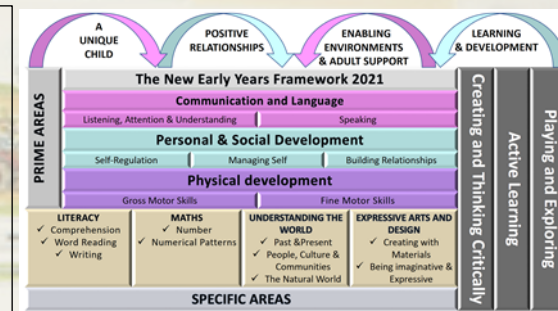 A
UNIQUE
CHILD
POSITIVE
RELATIONSHIPS
ENABLING
ENVIRONMENTS
& ADULT SUPPORT
LEARNING
& DEVELOPMENT
PRIME AREAS
The New Early Years Framework 2021
Communication and Language
Listening, Attention & Understanding
Speaking
Personal & Social Development
Self-Regulation
Managing Self
Building Relationships
Physical development
Gross Motor Skills
Fine Motor Skills
LITERACY
✓ Comprehension
✓ Word Reading
✓ Writing
MATHS
✓ Number
✓ Numerical Patterns
UNDERSTANDING THE
WORLD
✓ Past &Present
✓ People, Culture &
Communities
✓ The Natural World
EXPRESSIVE ARTS AND
DESIGN
✓ Creating with
Materials
✓ Being imaginative &
Expressive
SPECIFIC AREAS
Creating and Thinking Critically
Active Learning
Playing and Exploring